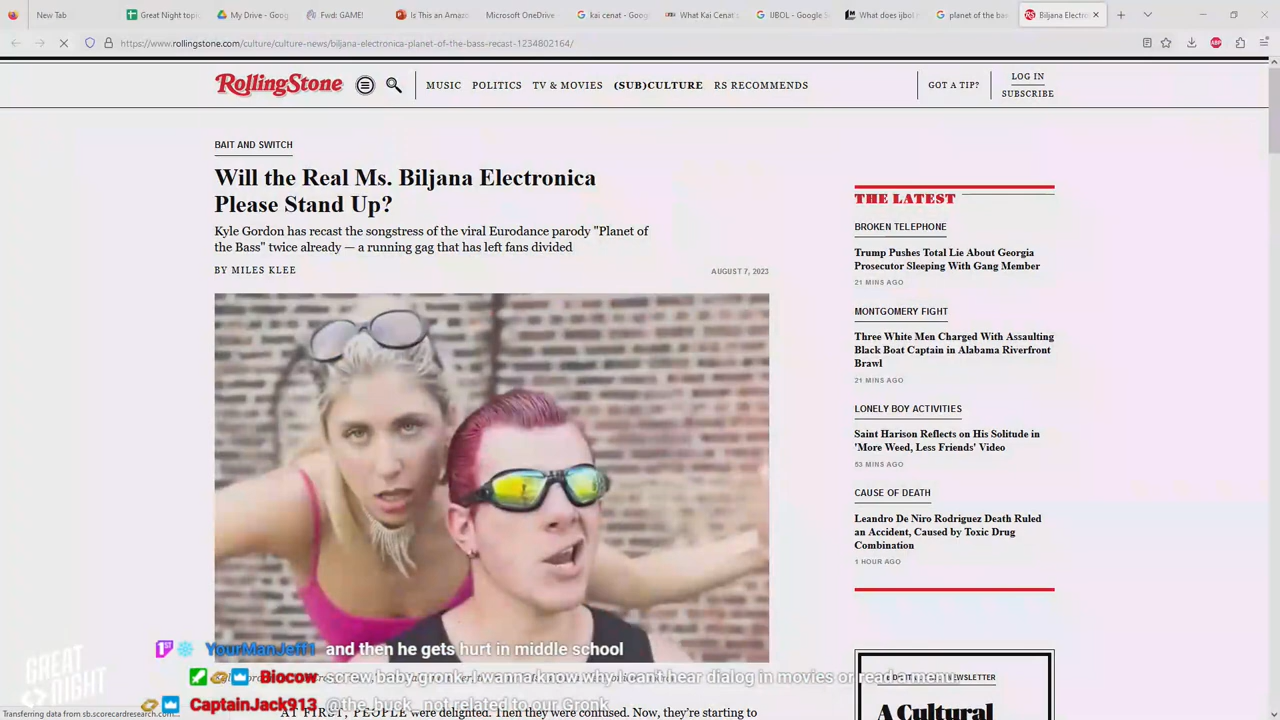 New Tab
Great Night topi
My Drive - Goog
Fwd: GAME!
Is This an Amaz
Microsoft OneDrive
kai cenat - Goog
What Kai Cenat's
IJBOL - Google S
What does ijbol m
planet of the bas
Biljana Electro
https://www.rollingstone.com/culture/culture-news/biljana-electronica-planet-of-the-bass-recast-1234802164/
RollingStone
MUSIC
POLITICS
TV & MOVIES
(SUB)CULTURE
RS RECOMMENDS
GOT A TIP?
LOG IN
SUBSCRIBE
BAIT AND SWITCH
Will the Real Ms. Biljana Electronica
Please Stand Up?
Kyle Gordon has recast the songstress of the viral Eurodance parody "Planet of
the Bass" twice already — a running gag that has left fans divided
BY MILES KLEE
AUGUST 7, 2023
THE LATEST
BROKEN TELEPHONE
Trump Pushes Total Lie About Georgia
Prosecutor Sleeping With Gang Member
21 MINS AGO
MONTGOMERY FIGHT
Three White Men Charged With Assaulting
Black Boat Captain in Alabama Riverfront
Brawl
21 MINS AGO
LONELY BOY ACTIVITIES
Saint Harison Reflects on His Solitude in
'More Weed, Less Friends' Video
53 MINS AGO
CAUSE OF DEATH
Leandro De Niro Rodriguez Death Ruled
an Accident, Caused by Toxic Drug
Combination
1 HOUR AGO
NEWSLETTER
A Cultural
GREAT
NIGHT
YourManJeff1 and then he gets hurt in middle school
Biocow screw baby gronk. I wanna know why I can't hear dialog in movies or read a menu.
CaptainJack913 @the_buck_ not related to our Gronk
AT FIRST, PEOPLE were delighted. Then they were confused. Now, they're starting to
Transferring data from sb.scorecardresearch.com...